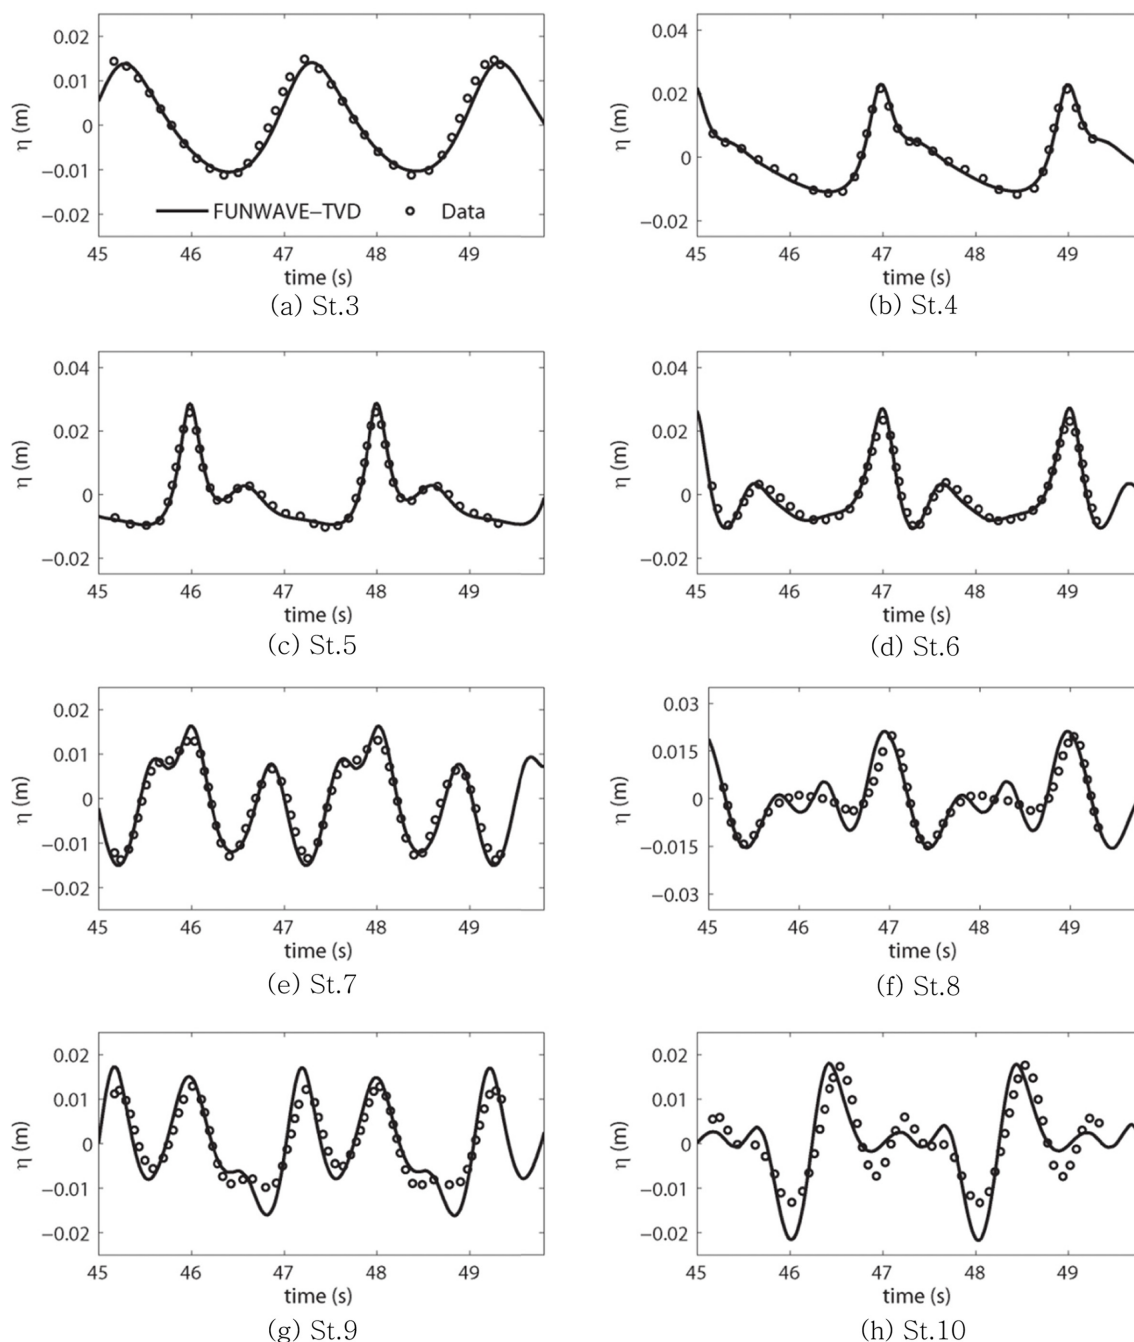 0.02
0.01
0
−0.01
−0.02
η (m)
FUNWAVE−TVD Data
45 46 47 48 49
time (s)
(a) St.3
0.04
0.02
0
−0.02
η (m)
45 46 47 48 49
time (s)
(b) St.4
0.04
0.02
0
−0.02
η (m)
45 46 47 48 49
time (s)
(c) St.5
0.04
0.02
0
−0.02
η (m)
45 46 47 48 49
time (s)
(d) St.6
0.02
0.01
0
−0.01
−0.02
η (m)
45 46 47 48 49
time (s)
(e) St.7
0.03
0.015
0
−0.015
−0.03
η (m)
45 46 47 48 49
time (s)
(f) St.8
0.02
0.01
0
−0.01
−0.02
η (m)
45 46 47 48 49
time (s)
(g) St.9
0.02
0.01
0
−0.01
−0.02
η (m)
45 46 47 48 49
time (s)
(h) St.10